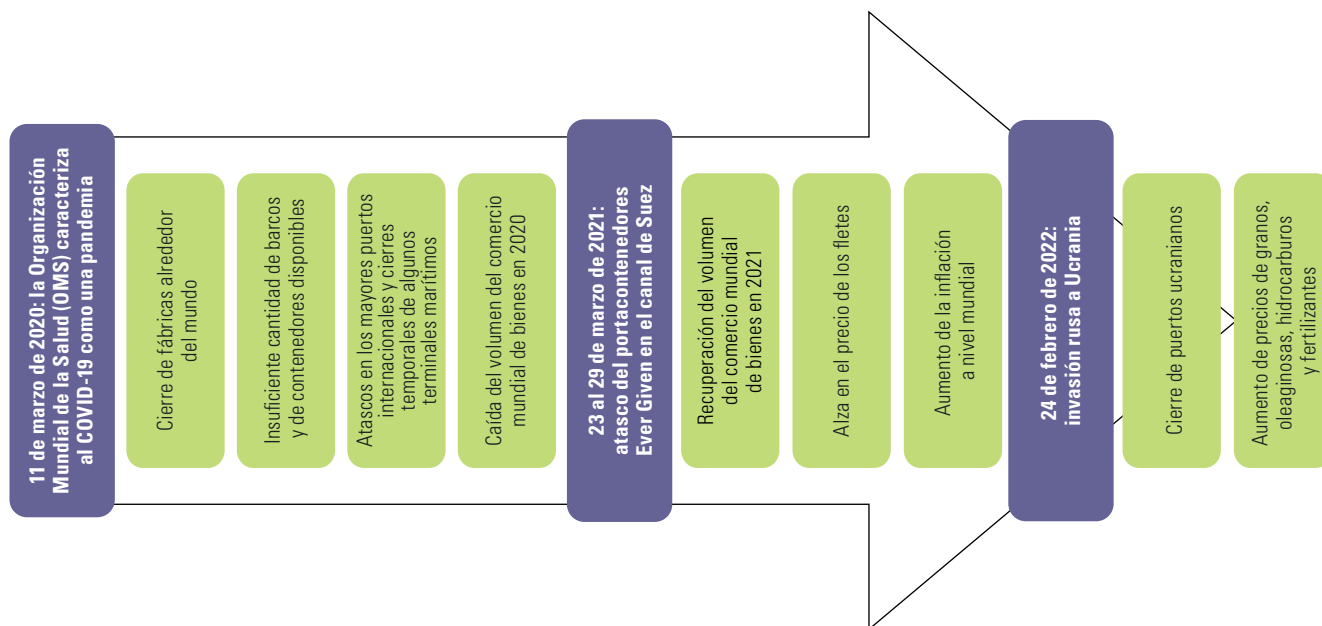 11 de marzo de 2020: la Organización
Mundial de la Salud (OMS) caracteriza
al COVID-19 como una pandemia
Cierre de fábricas alrededor
del mundo
Insuficiente cantidad de barcos
y de contenedores disponibles
Atascos en los mayores puertos
internacionales y cierres
temporales de algunos
terminales marítimos
Caída del volumen del comercio
mundial de bienes en 2020
23 al 29 de marzo de 2021:
atasco del portacontenedores
Ever Given en el canal de Suez
Recuperación del volumen
del comercio mundial
de bienes en 2021
Alza en el precio de los fletes
Aumento de la inflación
a nivel mundial
24 de febrero de 2022:
invasión rusa a Ucrania
Cierre de puertos ucranianos
Aumento de precios de granos,
oleaginosas, hidrocarburos
y fertilizantes